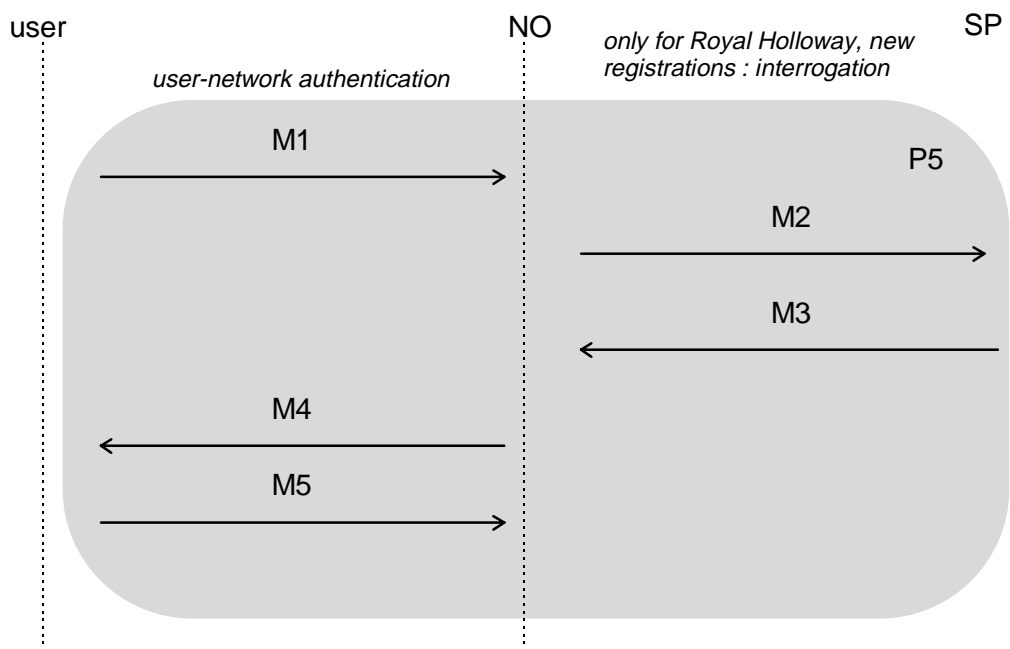 user
NO
SP
only for Royal Holloway, new
registrations : interrogation
user-network authentication
M1
P5
M2
M3
M4
M5